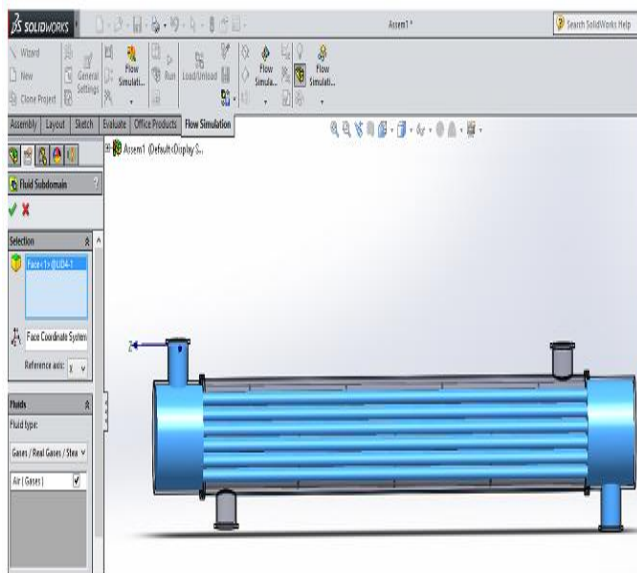 SOLIDWORKS
Assem1 *
Search SolidWorks Help
Wizard
New
Clone Project
General Settings
Flow Simulati...
Run
Load/Unload
Flow Simula...
Flow Simulati...
Assembly Layout Sketch Evaluate Office Products Flow Simulation
Assem1 (Default<Display S...
Fluid Subdomain ?
Selection
Face<1>@LID4-1
Face Coordinate System
Reference axis: X
Z
Fluids
Fluid type:
Gases / Real Gases / Stea
Air ( Gases )